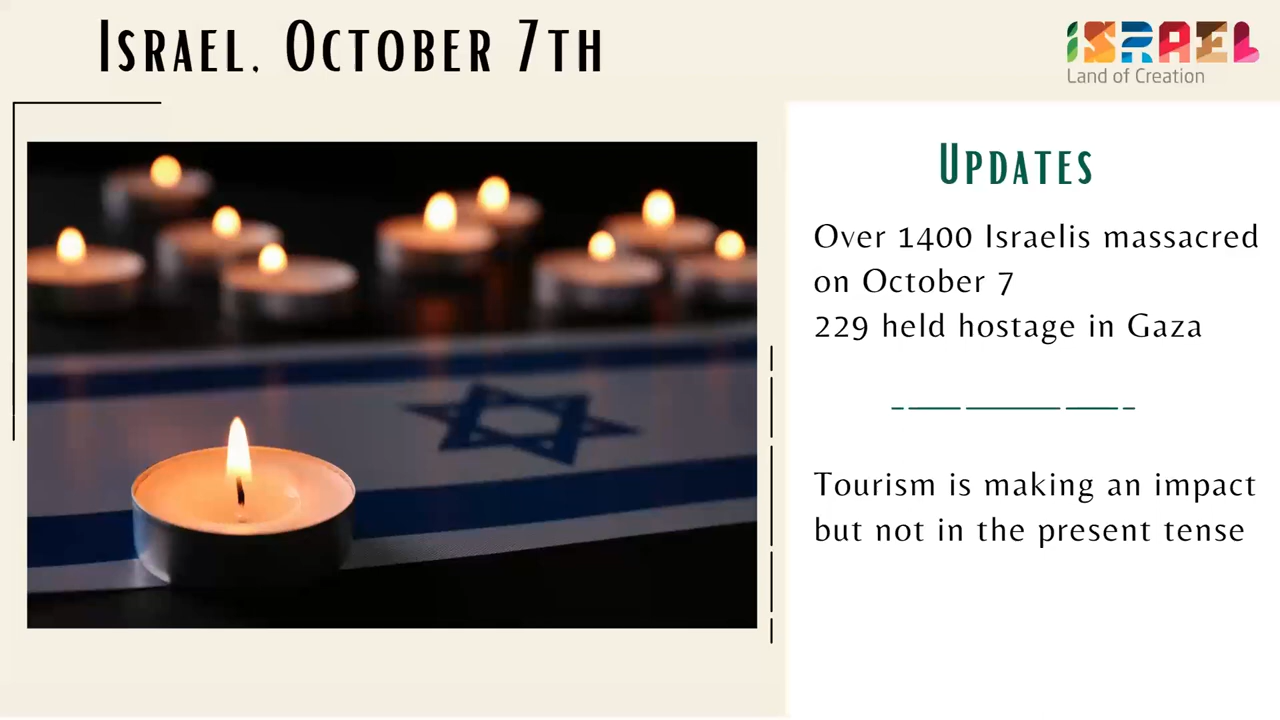 Israel. October 7th
ISRAEL
Land of Creation
Updates
Over 1400 Israelis massacred
on October 7
229 held hostage in Gaza
Tourism is making an impact
but not in the present tense